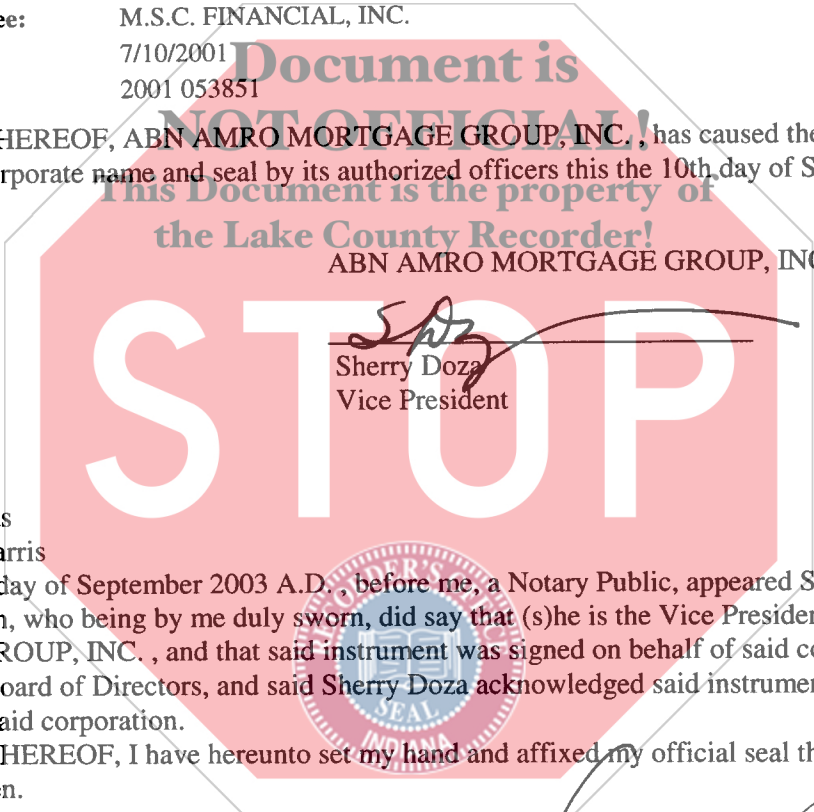 ee: M.S.C. FINANCIAL, INC.
7/10/2001
Document is
2001 053851
NOT OFFICIAL!
HEREOF, ABN AMRO MORTGAGE GROUP, INC. , has caused the
rporate name and seal by its authorized officers this the 10th day of S
This Document is the property of
the Lake County Recorder!
ABN AMRO MORTGAGE GROUP, INC
STOP
Sherry Doza
Vice President
s
arris
day of September 2003 A.D. , before me, a Notary Public, appeared S
n, who being by me duly sworn, did say that (s)he is the Vice Presiden
ROUP, INC. , and that said instrument was signed on behalf of said co
oard of Directors, and said Sherry Doza acknowledged said instrumen
aid corporation.
HEREOF, I have hereunto set my hand and affixed my official seal th
en.
SEAL
INDIANA